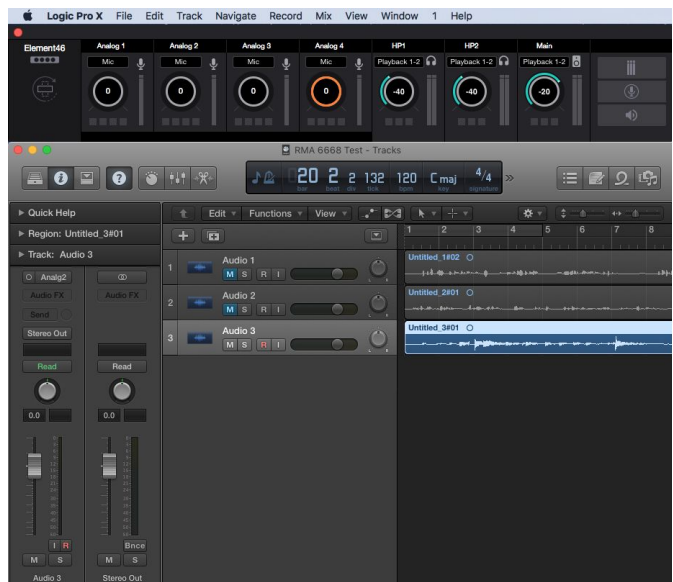 Logic Pro X File Edit Track Navigate Record Mix View Window 1 Help
Element46 Analog 1 Analog 2 Analog 3 Analog 4 HP1 HP2 Main
Mic Mic Mic Mic Playback 1-2 Playback 1-2 Playback 1-2
0 0 0 0 -40 -40 -20
RMA 6668 Test - Tracks
20 2 2 132 120 C maj 4/4
bar beat div tick bpm key signature
Quick Help
Edit Functions View
Region: Untitled_3#01
1 2 3 4 5 6 7 8
Track: Audio 3
1 Audio 1
M S R I
Untitled_1#02
2 Audio 2
M S R I
Untitled_2#01
3 Audio 3
M S R I
Untitled_3#01
Analg2
Audio FX Audio FX
Send
Stereo Out
Read Read
0.0 0.0
I R Bnce
M S M S
Audio 3 Stereo Out